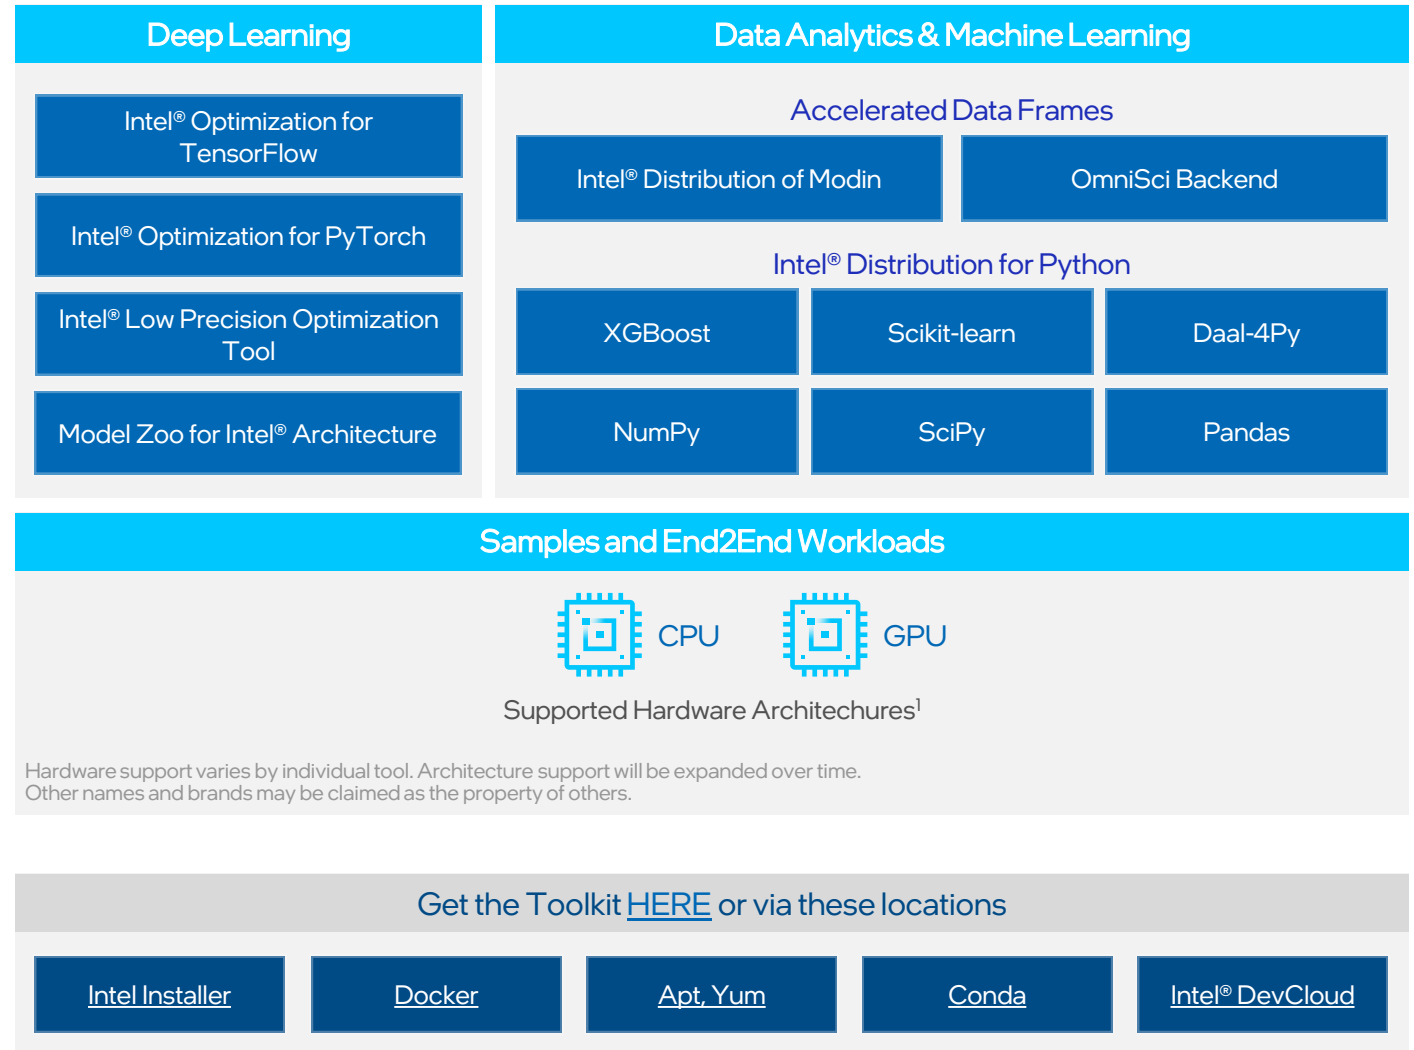 Deep Learning
Intel® Optimization for
TensorFlow
Intel® Optimization for PyTorch
Intel® Low Precision Optimization
Tool
Model Zoo for Intel® Architecture
Data Analytics & Machine Learning
Accelerated Data Frames
Intel® Distribution of Modin
OmniSci Backend
Intel® Distribution for Python
XGBoost
Scikit-learn
Daal-4Py
NumPy
SciPy
Pandas
Samples and End2End Workloads
CPU
GPU
Supported Hardware Architechures¹
Hardware support varies by individual tool. Architecture support will be expanded over time.
Other names and brands may be claimed as the property of others.
Get the Toolkit HERE or via these locations
Intel Installer
Docker
Apt, Yum
Conda
Intel® DevCloud